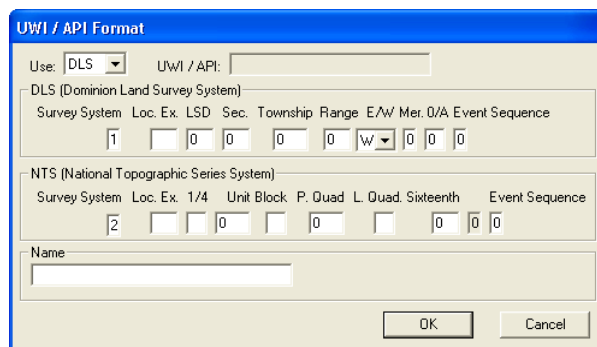 UWI / API Format
Use: DLS UWI / API:
DLS (Dominion Land Survey System)
Survey System Loc. Ex. LSD Sec. Township Range E/W Mer. 0/A Event Sequence
1 0 0 0 0 W 0 0 0
NTS (National Topographic Series System)
Survey System Loc. Ex. 1/4 Unit Block P. Quad L. Quad. Sixteenth Event Sequence
2 0 0 0 0 0
Name
OK Cancel